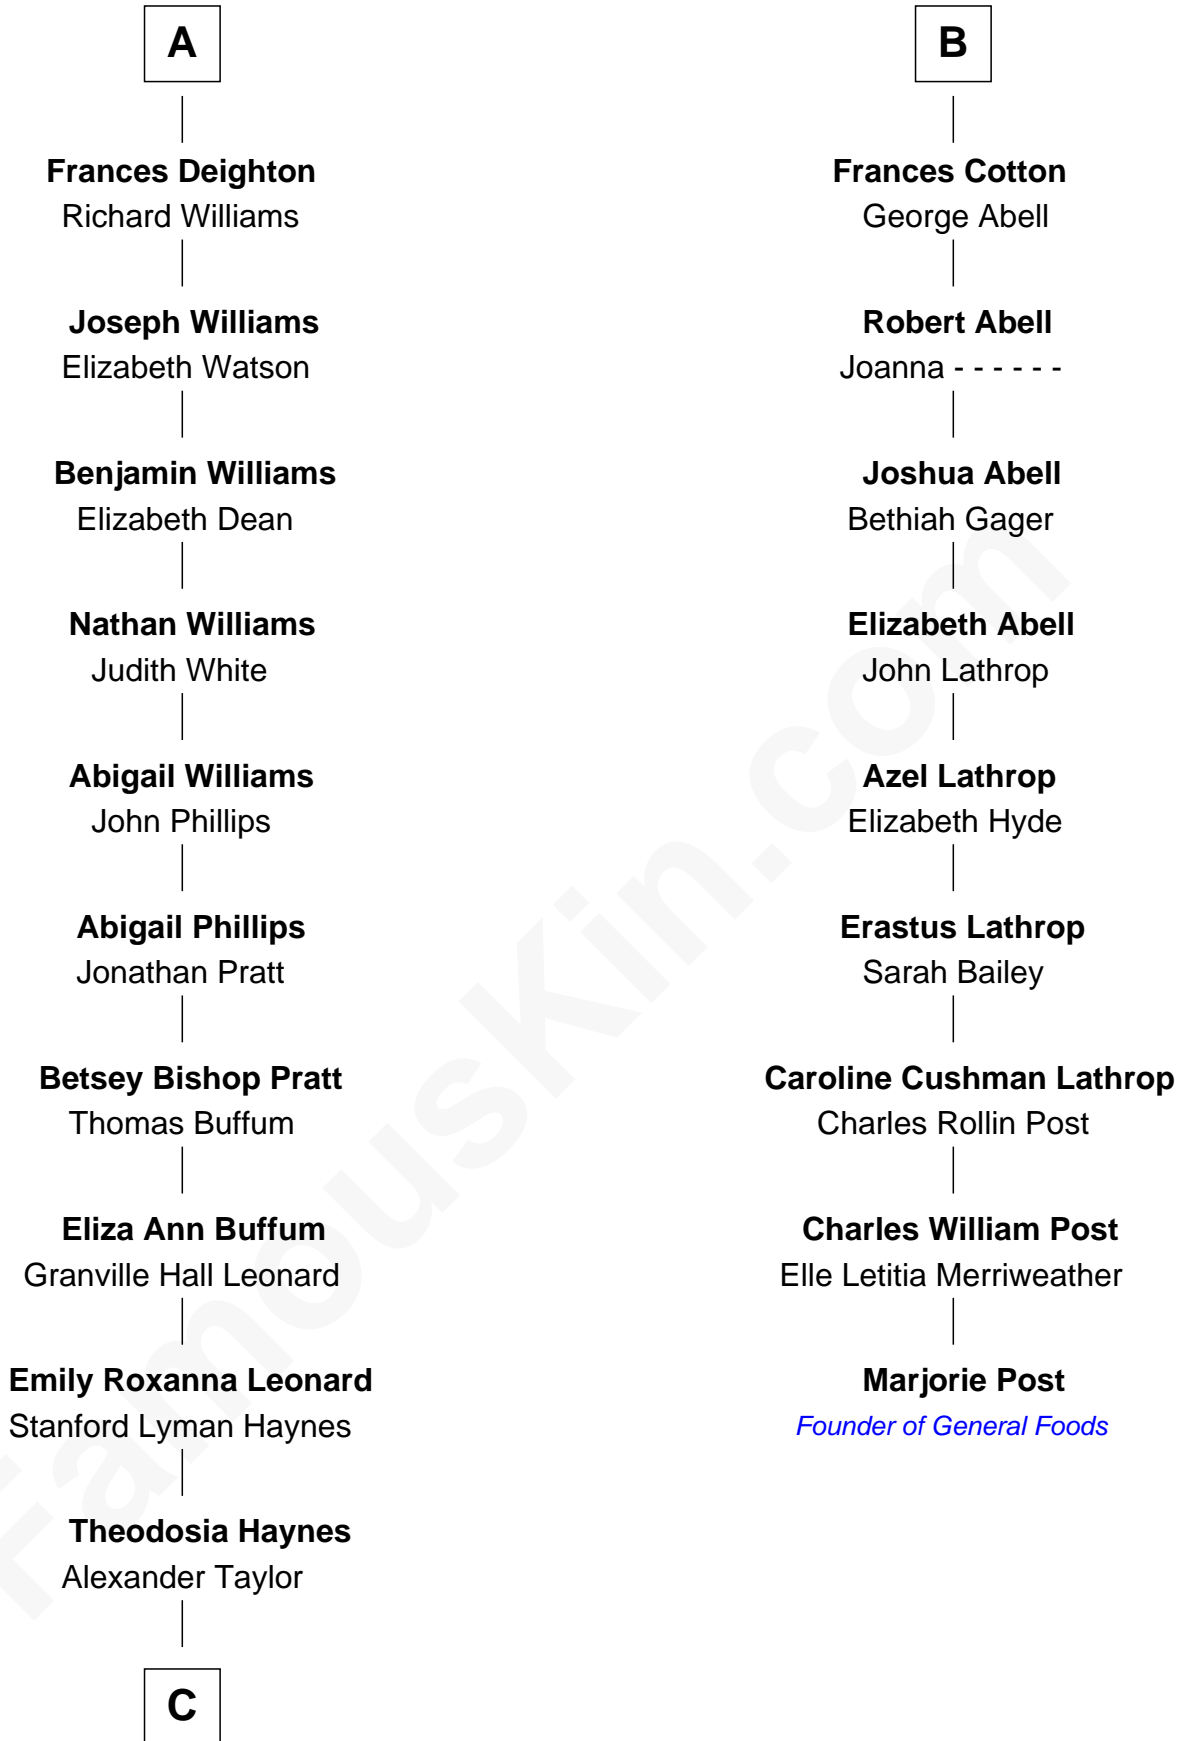 A
Frances Deighton
Richard Williams
Joseph Williams
Elizabeth Watson
Benjamin Williams
Elizabeth Dean
Nathan Williams
Judith White
Abigail Williams
John Phillips
Abigail Phillips
Jonathan Pratt
Betsey Bishop Pratt
Thomas Buffum
Eliza Ann Buffum
Granville Hall Leonard
Emily Roxanna Leonard
Stanford Lyman Haynes
Theodosia Haynes
Alexander Taylor
C
B
Frances Cotton
George Abell
Robert Abell
Joanna - - - - - -
Joshua Abell
Bethiah Gager
Elizabeth Abell
John Lathrop
Azel Lathrop
Elizabeth Hyde
Erastus Lathrop
Sarah Bailey
Caroline Cushman Lathrop
Charles Rollin Post
Charles William Post
Elle Letitia Merriweather
Marjorie Post
Founder of General Foods
FamousKin.com